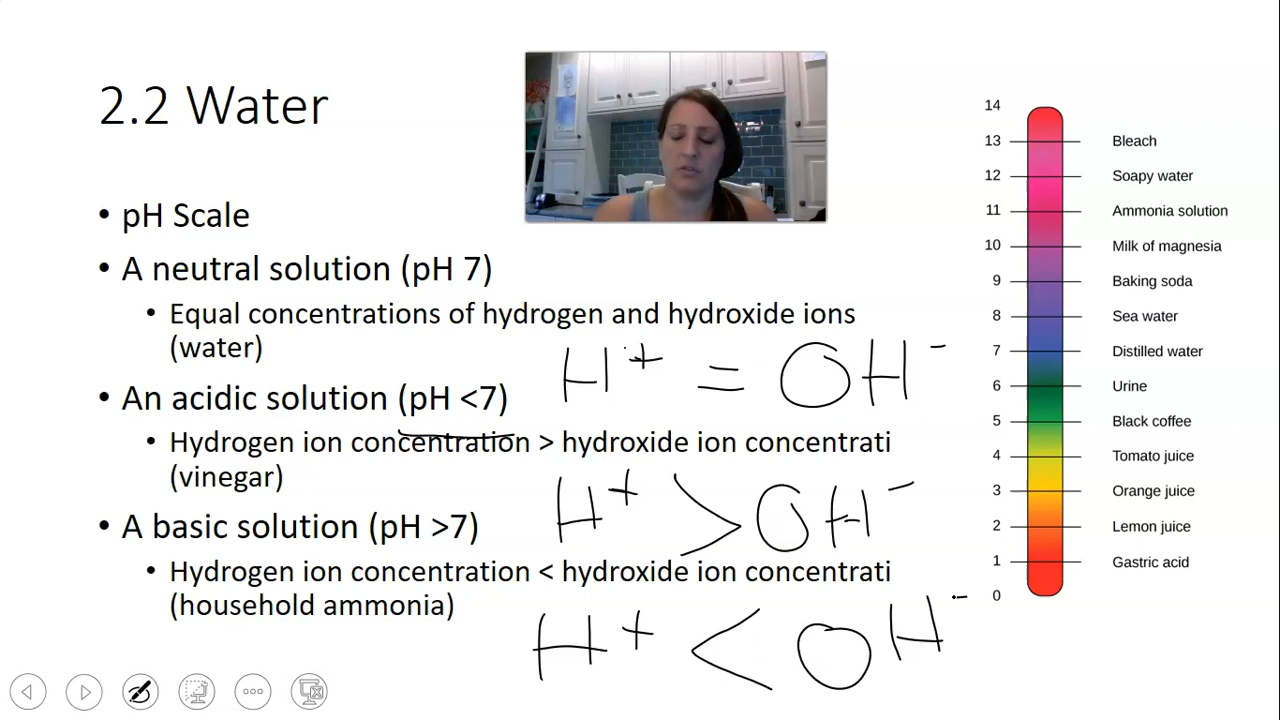 2.2 Water
• pH Scale
• A neutral solution (pH 7)
• Equal concentrations of hydrogen and hydroxide ions
(water)
H⁺ = OH⁻
• An acidic solution (pH <7)
• Hydrogen ion concentration > hydroxide ion concentrati
(vinegar)
H⁺ > OH⁻
• A basic solution (pH >7)
• Hydrogen ion concentration < hydroxide ion concentrati
(household ammonia)
H⁺ < OH⁻
14
13 Bleach
12 Soapy water
11 Ammonia solution
10 Milk of magnesia
9 Baking soda
8 Sea water
7 Distilled water
6 Urine
5 Black coffee
4 Tomato juice
3 Orange juice
2 Lemon juice
1 Gastric acid
0